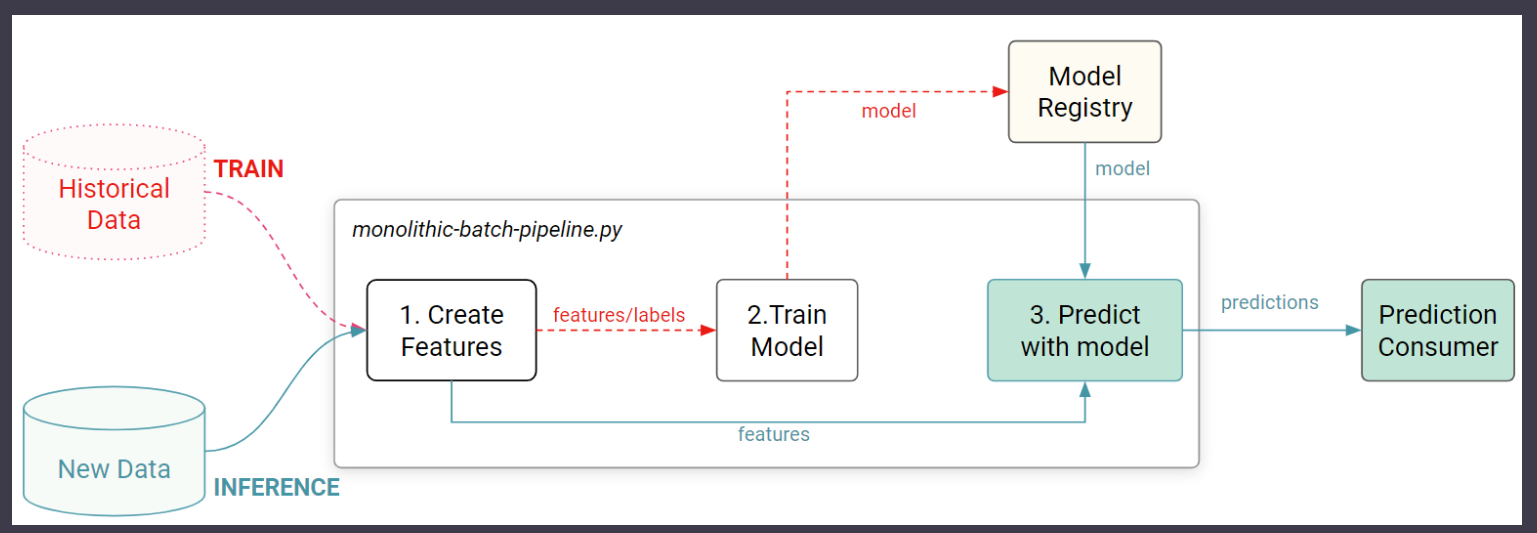 Model
Registry
model
model
TRAIN
Historical
Data
monolithic-batch-pipeline.py
1. Create
Features
features/labels
2.Train
Model
3. Predict
with model
predictions
Prediction
Consumer
features
New Data
INFERENCE